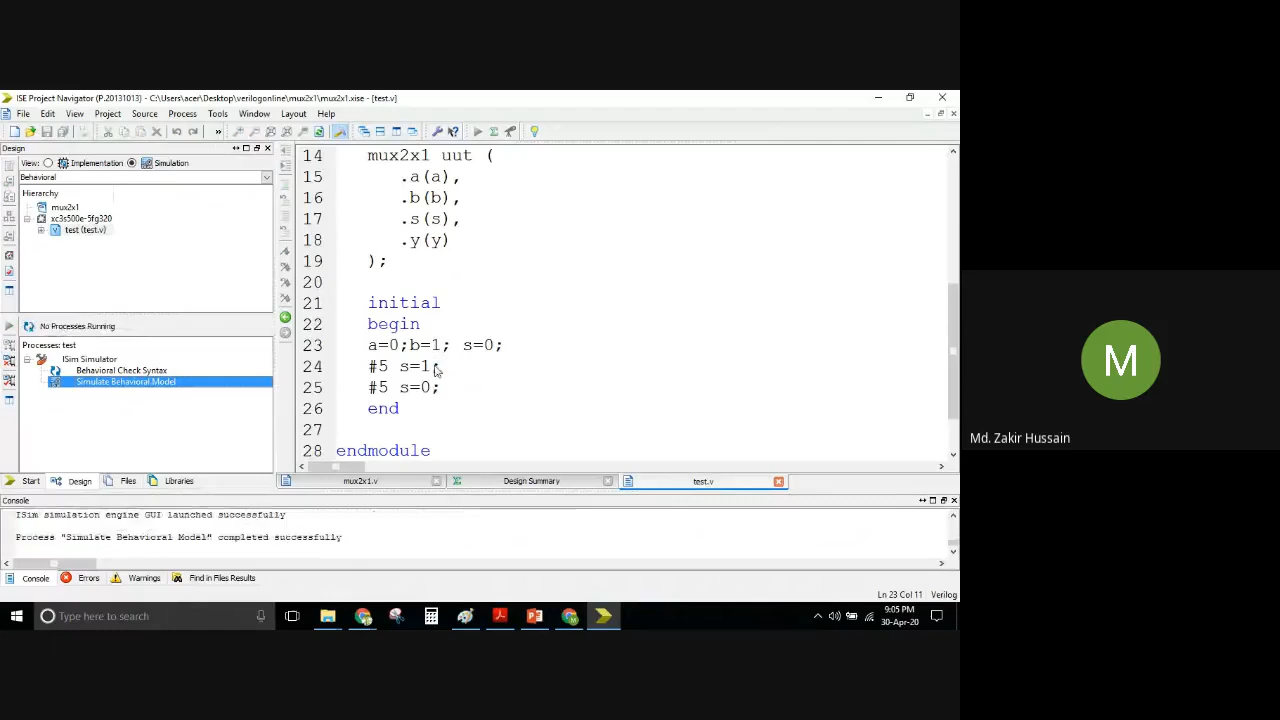 ISE Project Navigator (P.20131013) - C:\Users\acer\Desktop\verilogonline\mux2x1\mux2x1.xise - [test.v]
File Edit View Project Source Process Tools Window Layout Help
Design
View: Implementation Simulation
Behavioral
Hierarchy
mux2x1
xc3s500e-5fg320
test (test.v)
No Processes Running
Processes: test
ISim Simulator
Behavioral Check Syntax
Simulate Behavioral Model
Start Design Files Libraries
14 mux2x1 uut (
15 .a(a),
16 .b(b),
17 .s(s),
18 .y(y)
19 );
20
21 initial
22 begin
23 a=0;b=1; s=0;
24 #5 s=1;
25 #5 s=0;
26 end
27
28 endmodule
mux2x1.v Design Summary test.v
Console
ISim simulation engine GUI launched successfully
Process "Simulate Behavioral Model" completed successfully
Console Errors Warnings Find in Files Results
Ln 23 Col 11 Verilog
Type here to search
9:05 PM
30-Apr-20
M
Md. Zakir Hussain